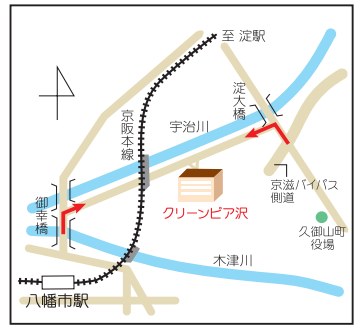 至 淀駅
淀大橋
京阪本線
宇治川
御幸橋
クリーンピア沢
京滋バイパス
側道
久御山町
役場
木津川
八幡市駅